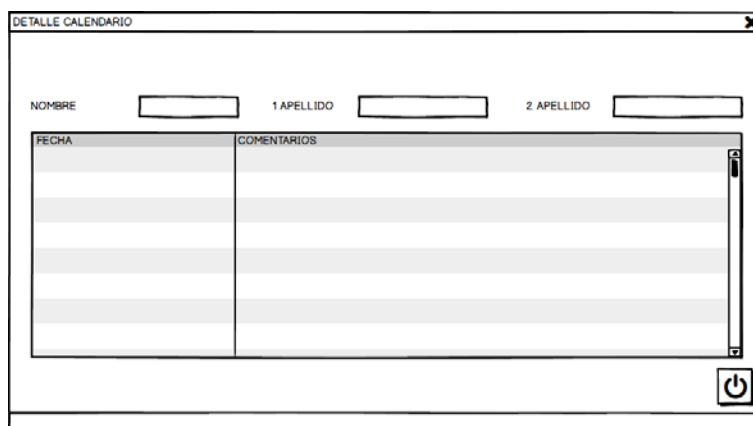 DETALLE CALENDARIO
NOMBRE 1 APELLIDO 2 APELLIDO
FECHA COMENTARIOS